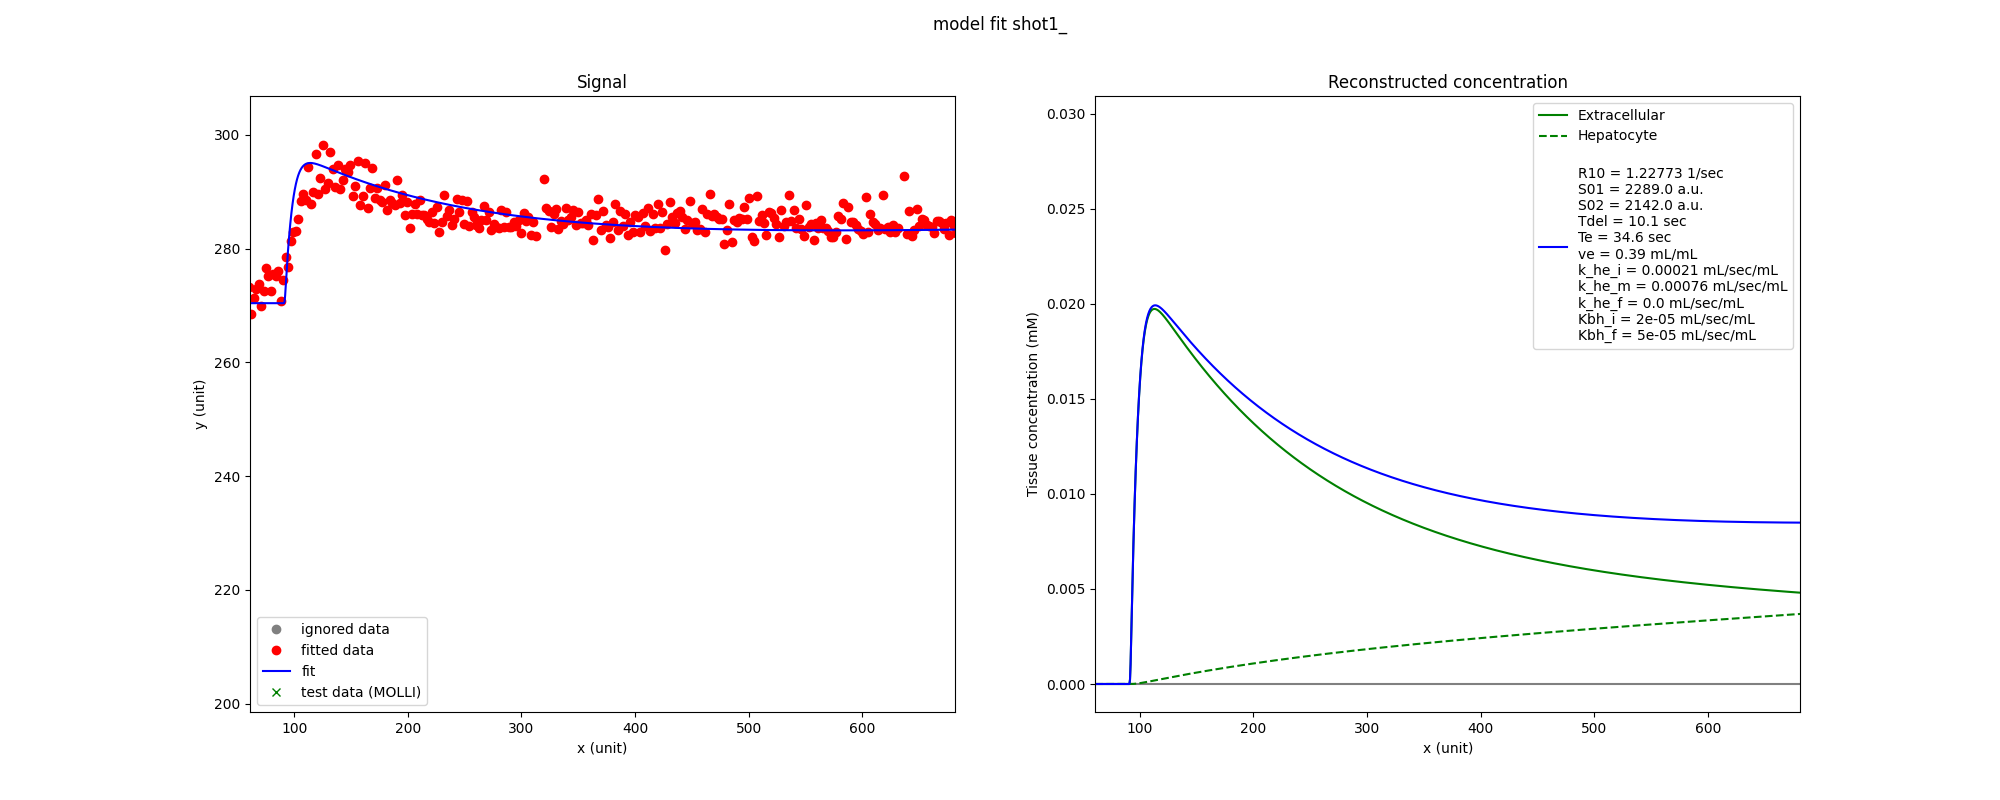 model fit shot1_
Signal
300
280
260
240
220
200
y (unit)
ignored data
fitted data
fit
test data (MOLLI)
100
200
300
400
500
600
x (unit)
Reconstructed concentration
0.030
0.025
0.020
0.015
0.010
0.005
0.000
Tissue concentration (mM)
Extracellular
Hepatocyte
R10 = 1.22773 1/sec
S01 = 2289.0 a.u.
S02 = 2142.0 a.u.
Tdel = 10.1 sec
Te = 34.6 sec
ve = 0.39 mL/mL
k_he_i = 0.00021 mL/sec/mL
k_he_m = 0.00076 mL/sec/mL
k_he_f = 0.0 mL/sec/mL
Kbh_i = 2e-05 mL/sec/mL
Kbh_f = 5e-05 mL/sec/mL
100
200
300
400
500
600
x (unit)